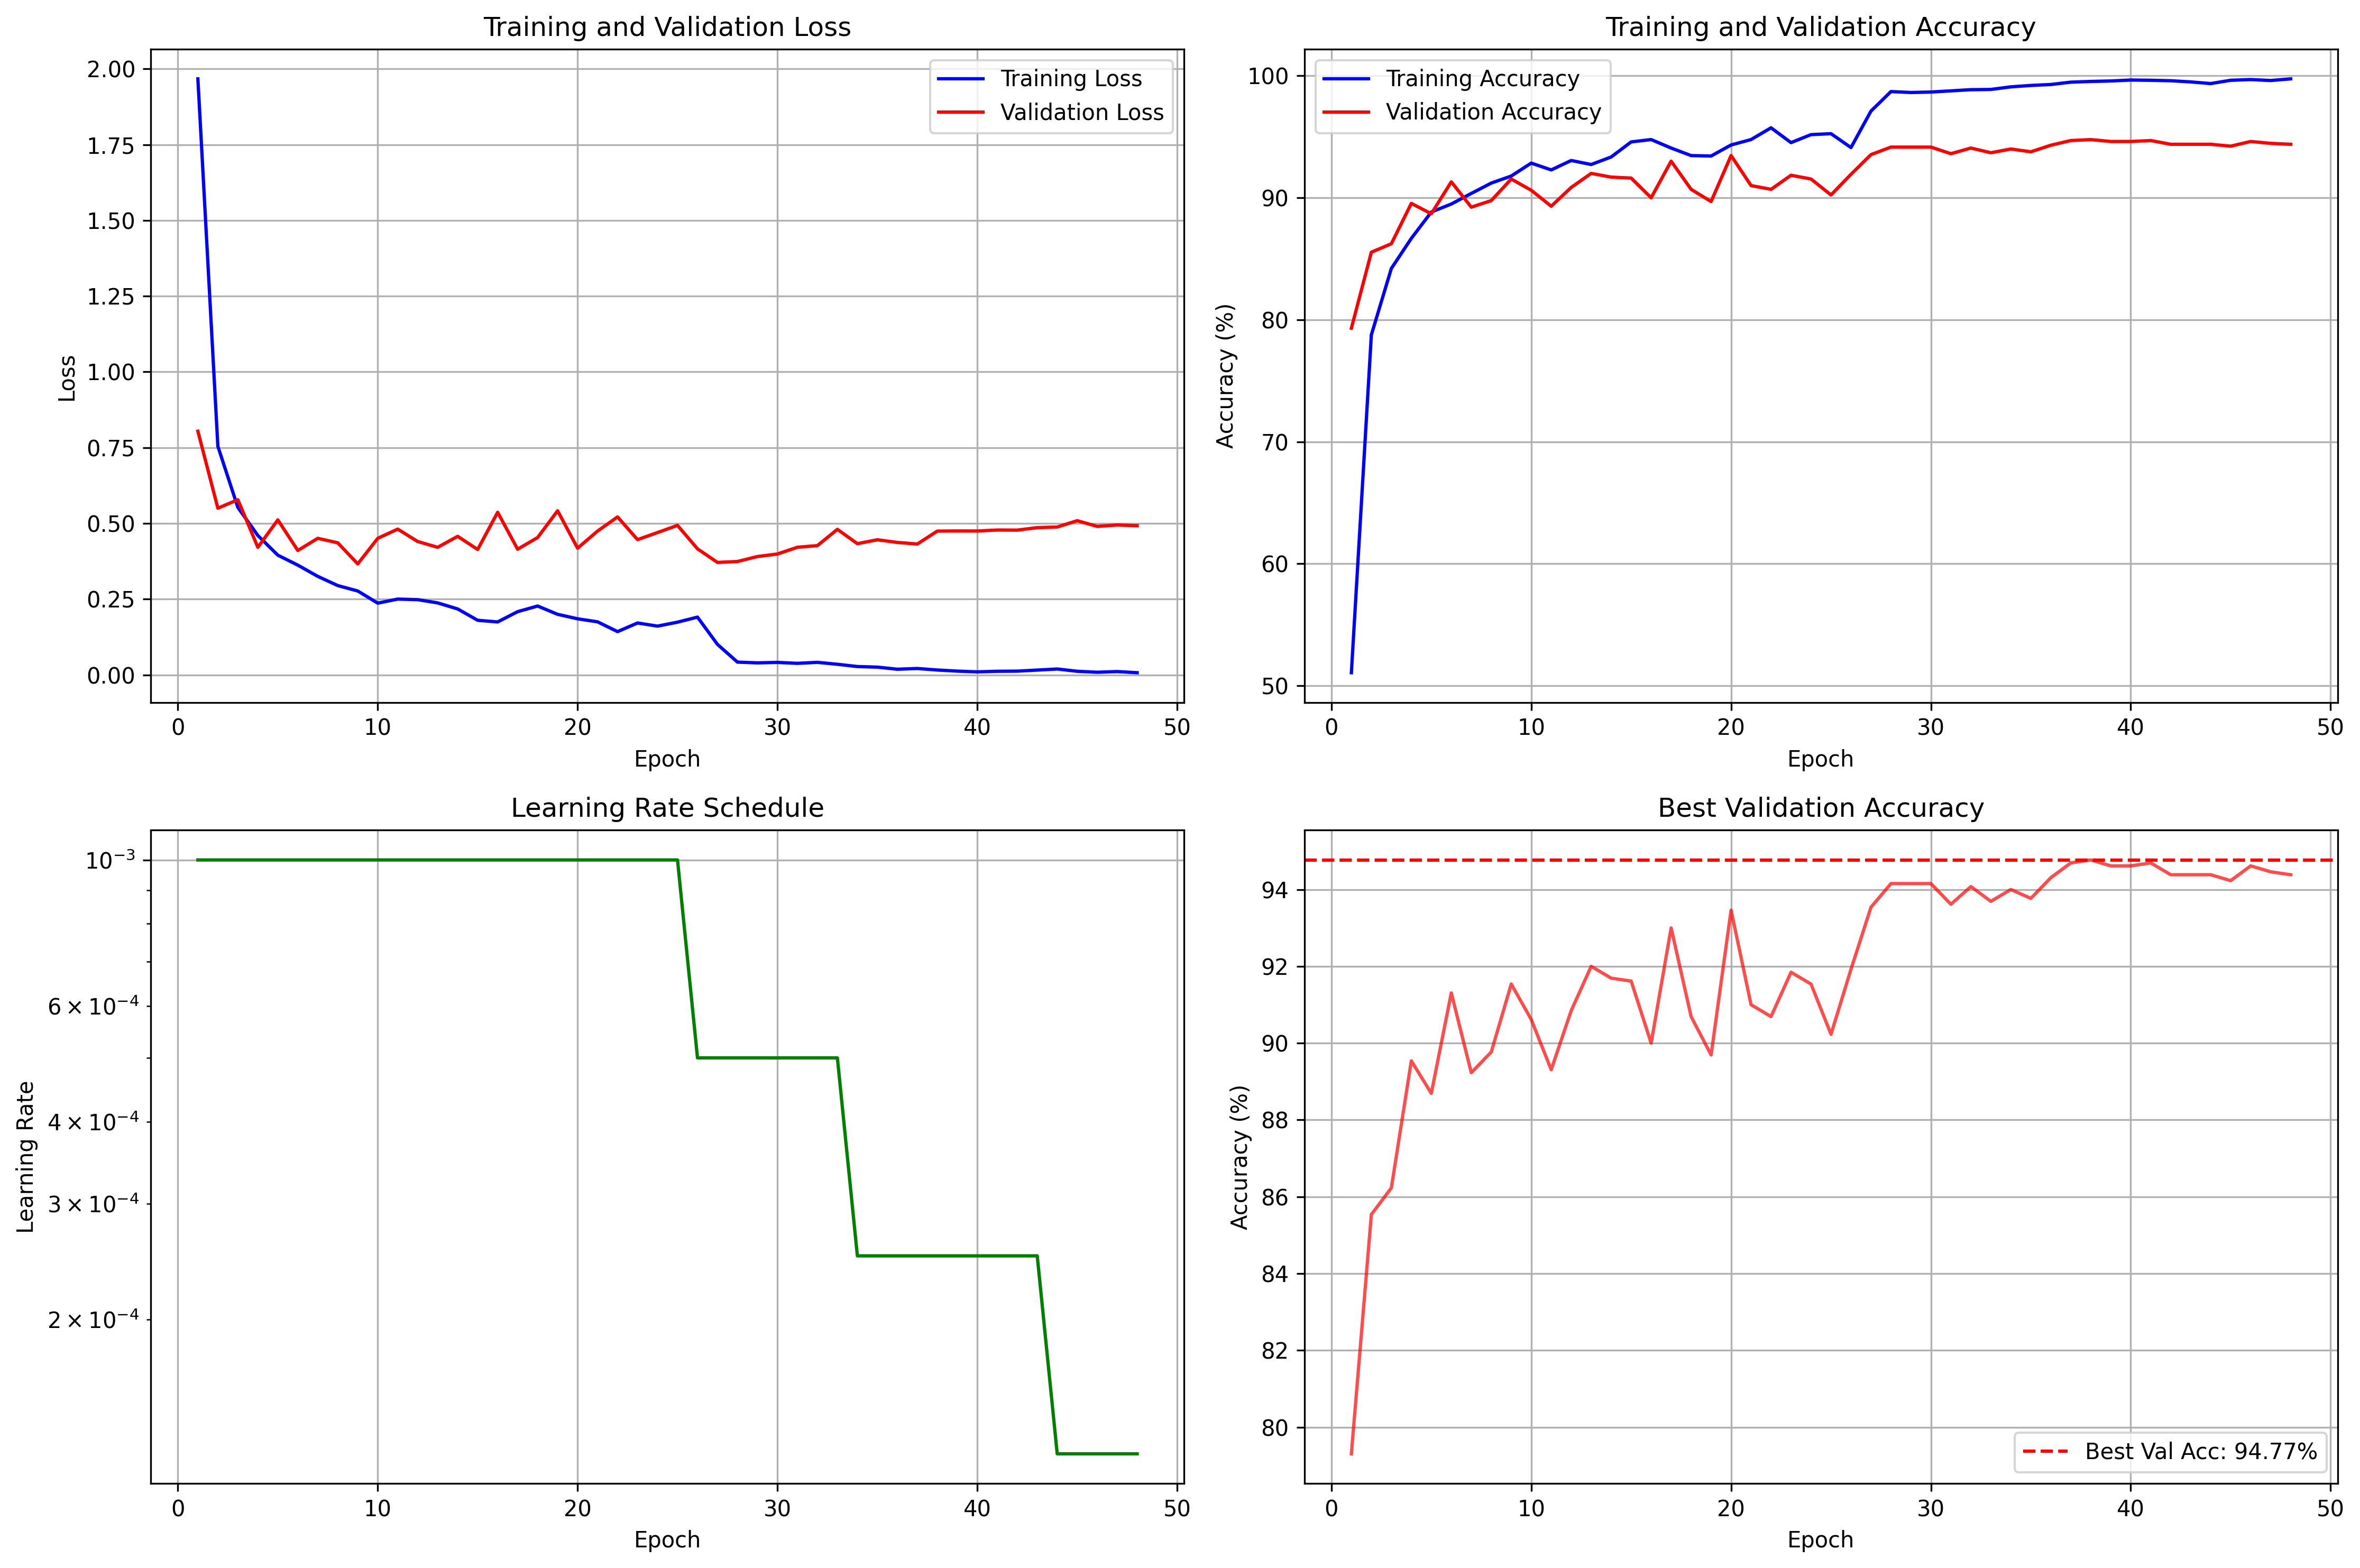 Training and Validation Loss
2.00
1.75
1.50
1.25
1.00
0.75
0.50
0.25
0.00
Loss
Training Loss
Validation Loss
0 10 20 30 40 50
Epoch
Training and Validation Accuracy
100
90
80
70
60
50
Accuracy (%)
Training Accuracy
Validation Accuracy
0 10 20 30 40 50
Epoch
Learning Rate Schedule
10⁻³
6 × 10⁻⁴
4 × 10⁻⁴
3 × 10⁻⁴
2 × 10⁻⁴
Learning Rate
0 10 20 30 40 50
Epoch
Best Validation Accuracy
94
92
90
88
86
84
82
80
Accuracy (%)
Best Val Acc: 94.77%
0 10 20 30 40 50
Epoch